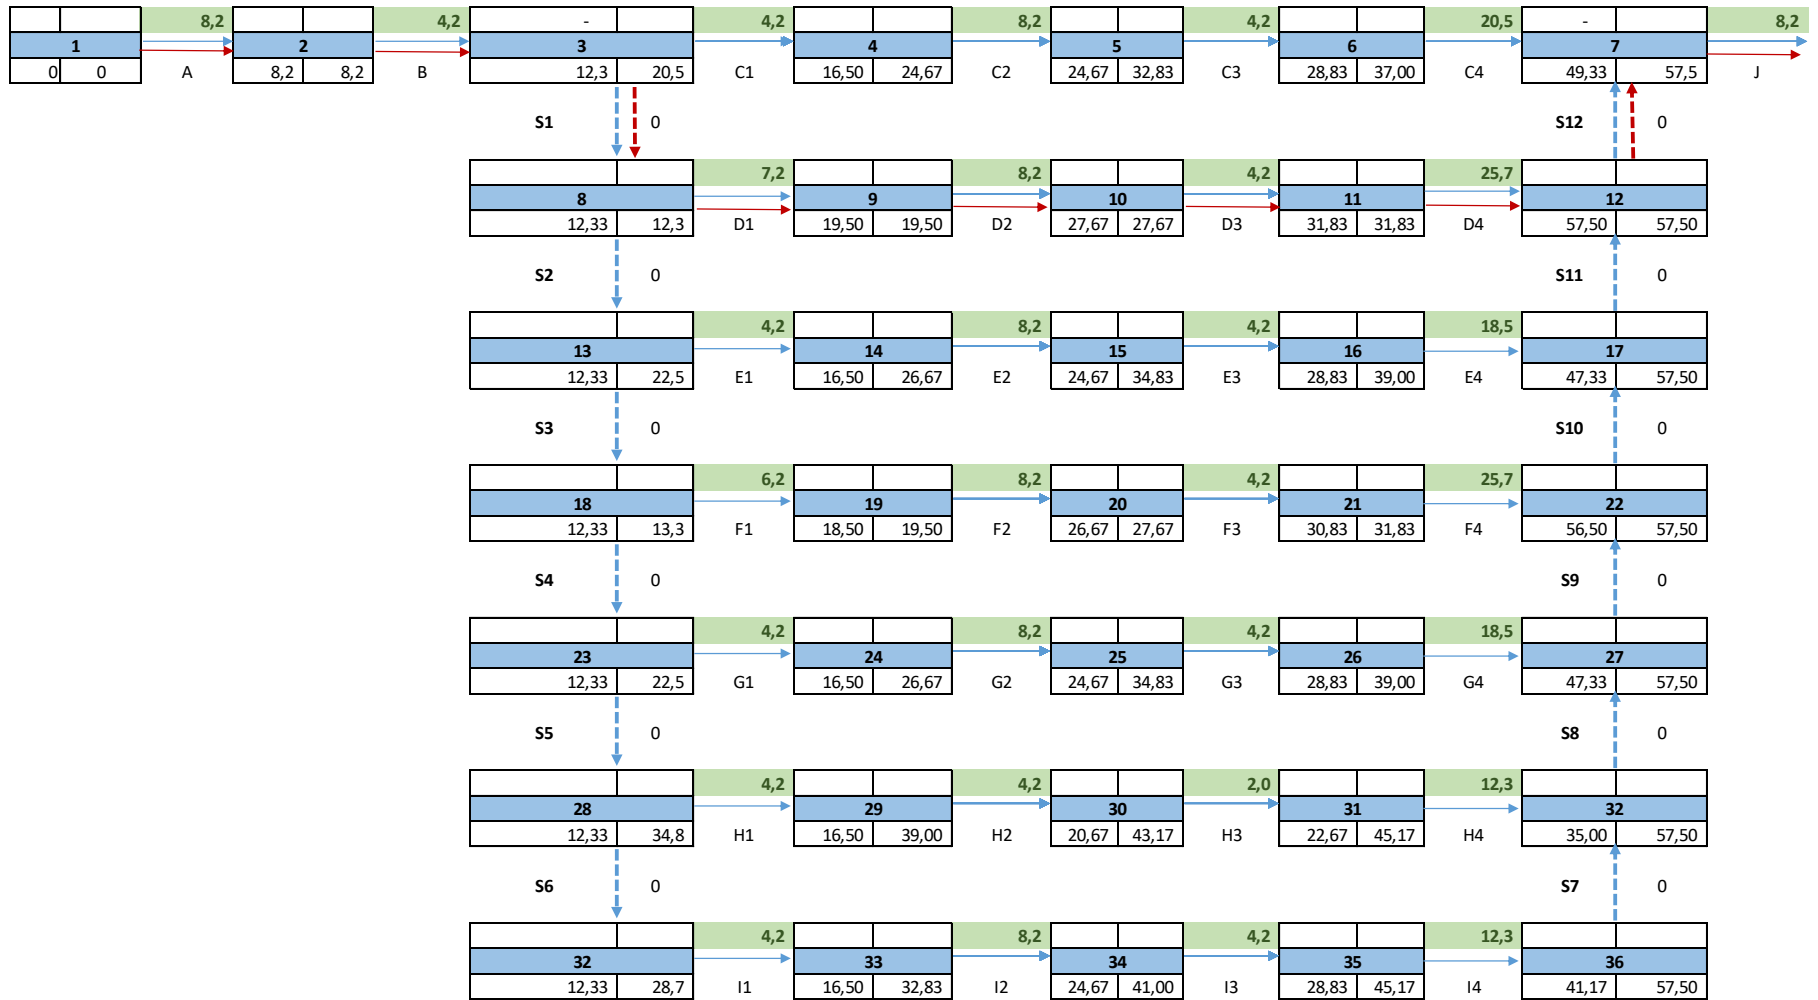 8,2 4,2 - 4,2 8,2 4,2 20,5 - 8,2
1 2 3 4 5 6 7
0 0 A 8,2 8,2 B 12,3 20,5 C1 16,50 24,67 C2 24,67 32,83 C3 28,83 37,00 C4 49,33 57,5 J
S1 0 S12 0
7,2 8,2 4,2 25,7
8 9 10 11 12
12,33 12,3 D1 19,50 19,50 D2 27,67 27,67 D3 31,83 31,83 D4 57,50 57,50
S2 0 S11 0
4,2 8,2 4,2 18,5
13 14 15 16 17
12,33 22,5 E1 16,50 26,67 E2 24,67 34,83 E3 28,83 39,00 E4 47,33 57,50
S3 0 S10 0
6,2 8,2 4,2 25,7
18 19 20 21 22
12,33 13,3 F1 18,50 19,50 F2 26,67 27,67 F3 30,83 31,83 F4 56,50 57,50
S4 0 S9 0
4,2 8,2 4,2 18,5
23 24 25 26 27
12,33 22,5 G1 16,50 26,67 G2 24,67 34,83 G3 28,83 39,00 G4 47,33 57,50
S5 0 S8 0
4,2 4,2 2,0 12,3
28 29 30 31 32
12,33 34,8 H1 16,50 39,00 H2 20,67 43,17 H3 22,67 45,17 H4 35,00 57,50
S6 0 S7 0
4,2 8,2 4,2 12,3
32 33 34 35 36
12,33 28,7 I1 16,50 32,83 I2 24,67 41,00 I3 28,83 45,17 I4 41,17 57,50